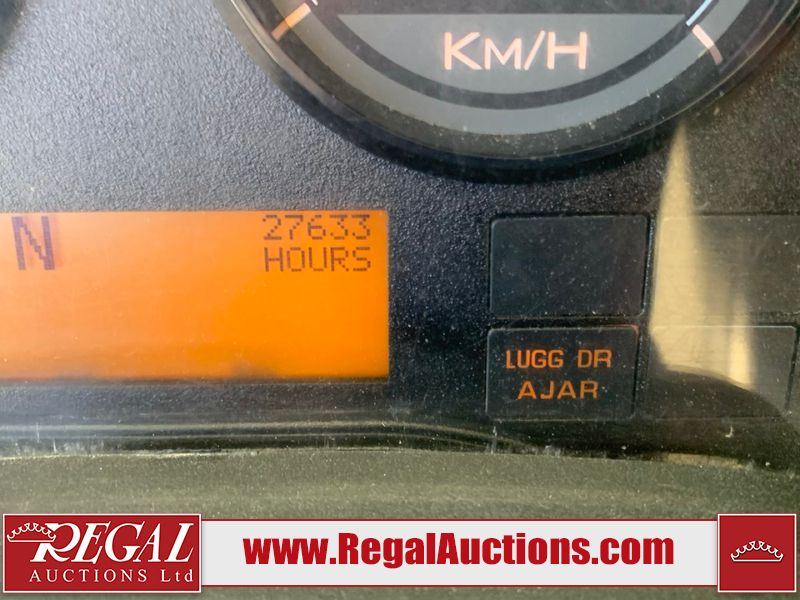 KM/H
N 27633
HOURS
LUGG DR
AJAR
REGAL
AUCTIONS Ltd
www.RegalAuctions.com